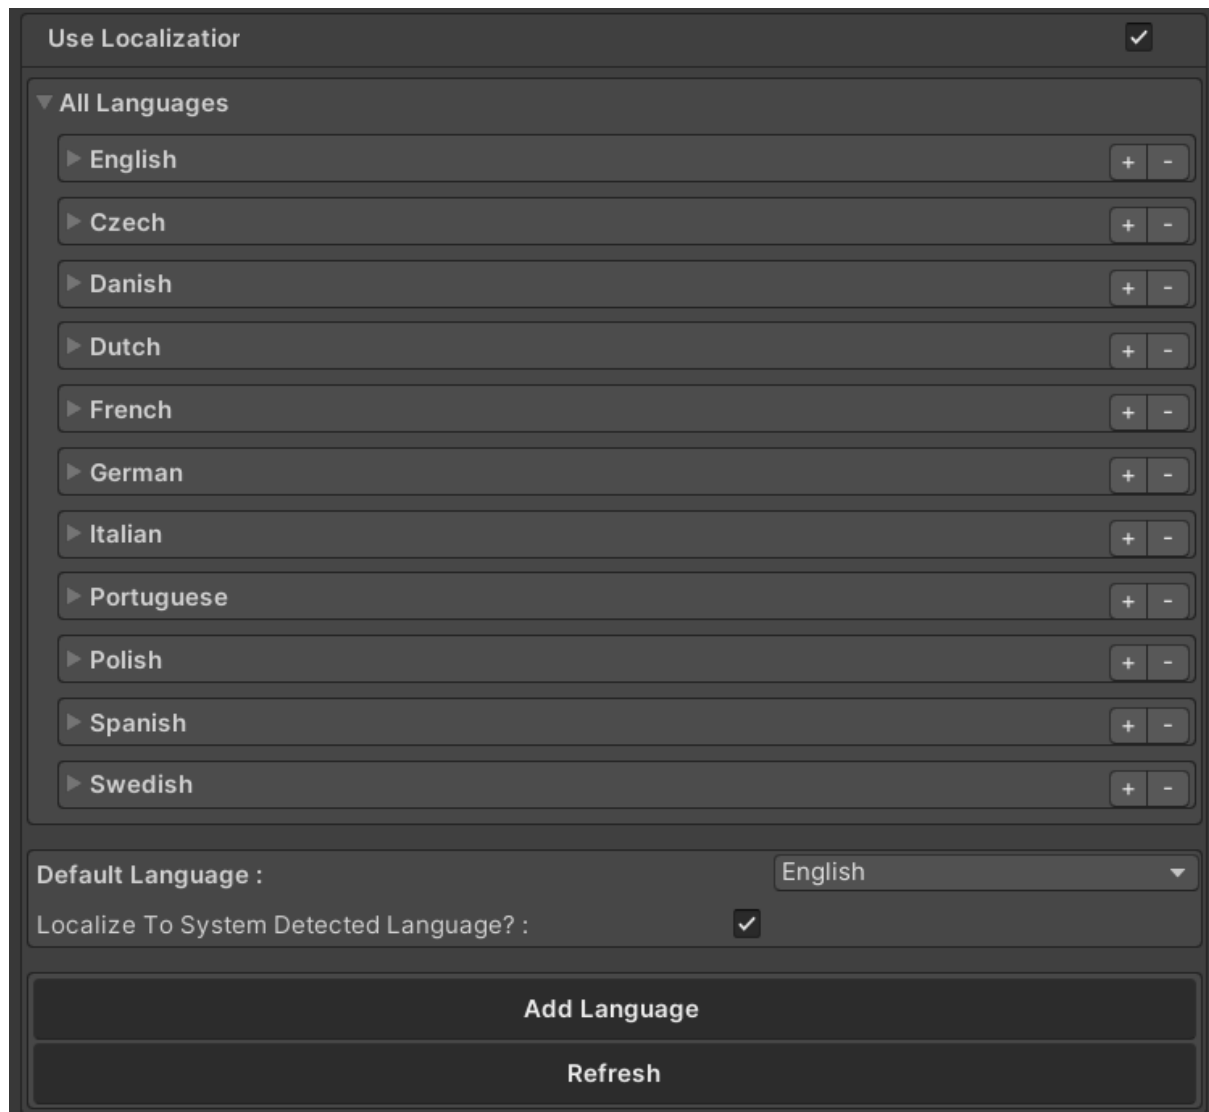 Use Localization
All Languages
English + -
Czech + -
Danish + -
Dutch + -
French + -
German + -
Italian + -
Portuguese + -
Polish + -
Spanish + -
Swedish + -
Default Language : English
Localize To System Detected Language? :
Add Language
Refresh